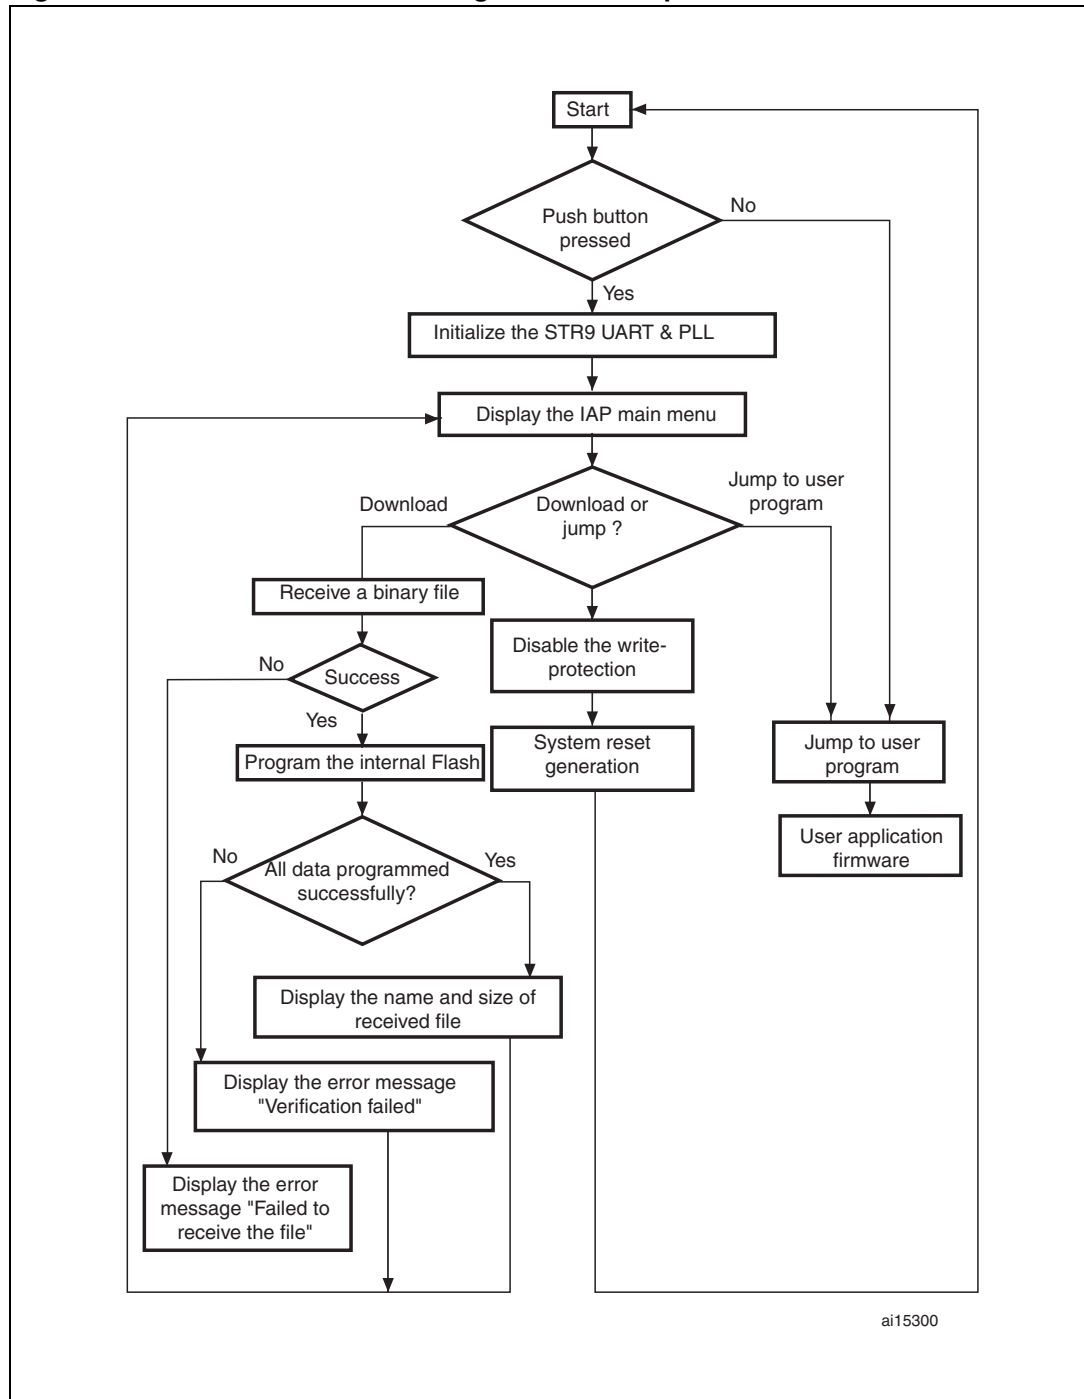 Start
Push button
pressed
No
Yes
Initialize the STR9 UART & PLL
Display the IAP main menu
Download
Download or
jump ?
Jump to user
program
Receive a binary file
Disable the write-
protection
No
Success
Yes
System reset
generation
Jump to user
program
Program the internal Flash
User application
firmware
No
All data programmed
successfully?
Yes
Display the name and size of
received file
Display the error message
"Verification failed"
Display the error
message "Failed to
receive the file"
ai15300